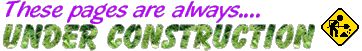 These pages are always....
UNDER CONSTRUCTION